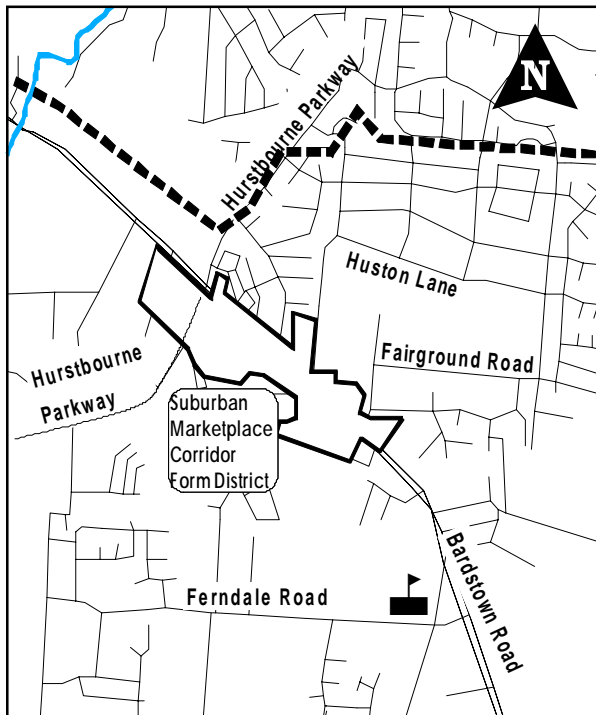 N
Hurstbourne Parkway
Huston Lane
Fairground Road
Hurstbourne
Parkway
Suburban
Marketplace
Corridor
Form District
Bardstown Road
Ferndale Road